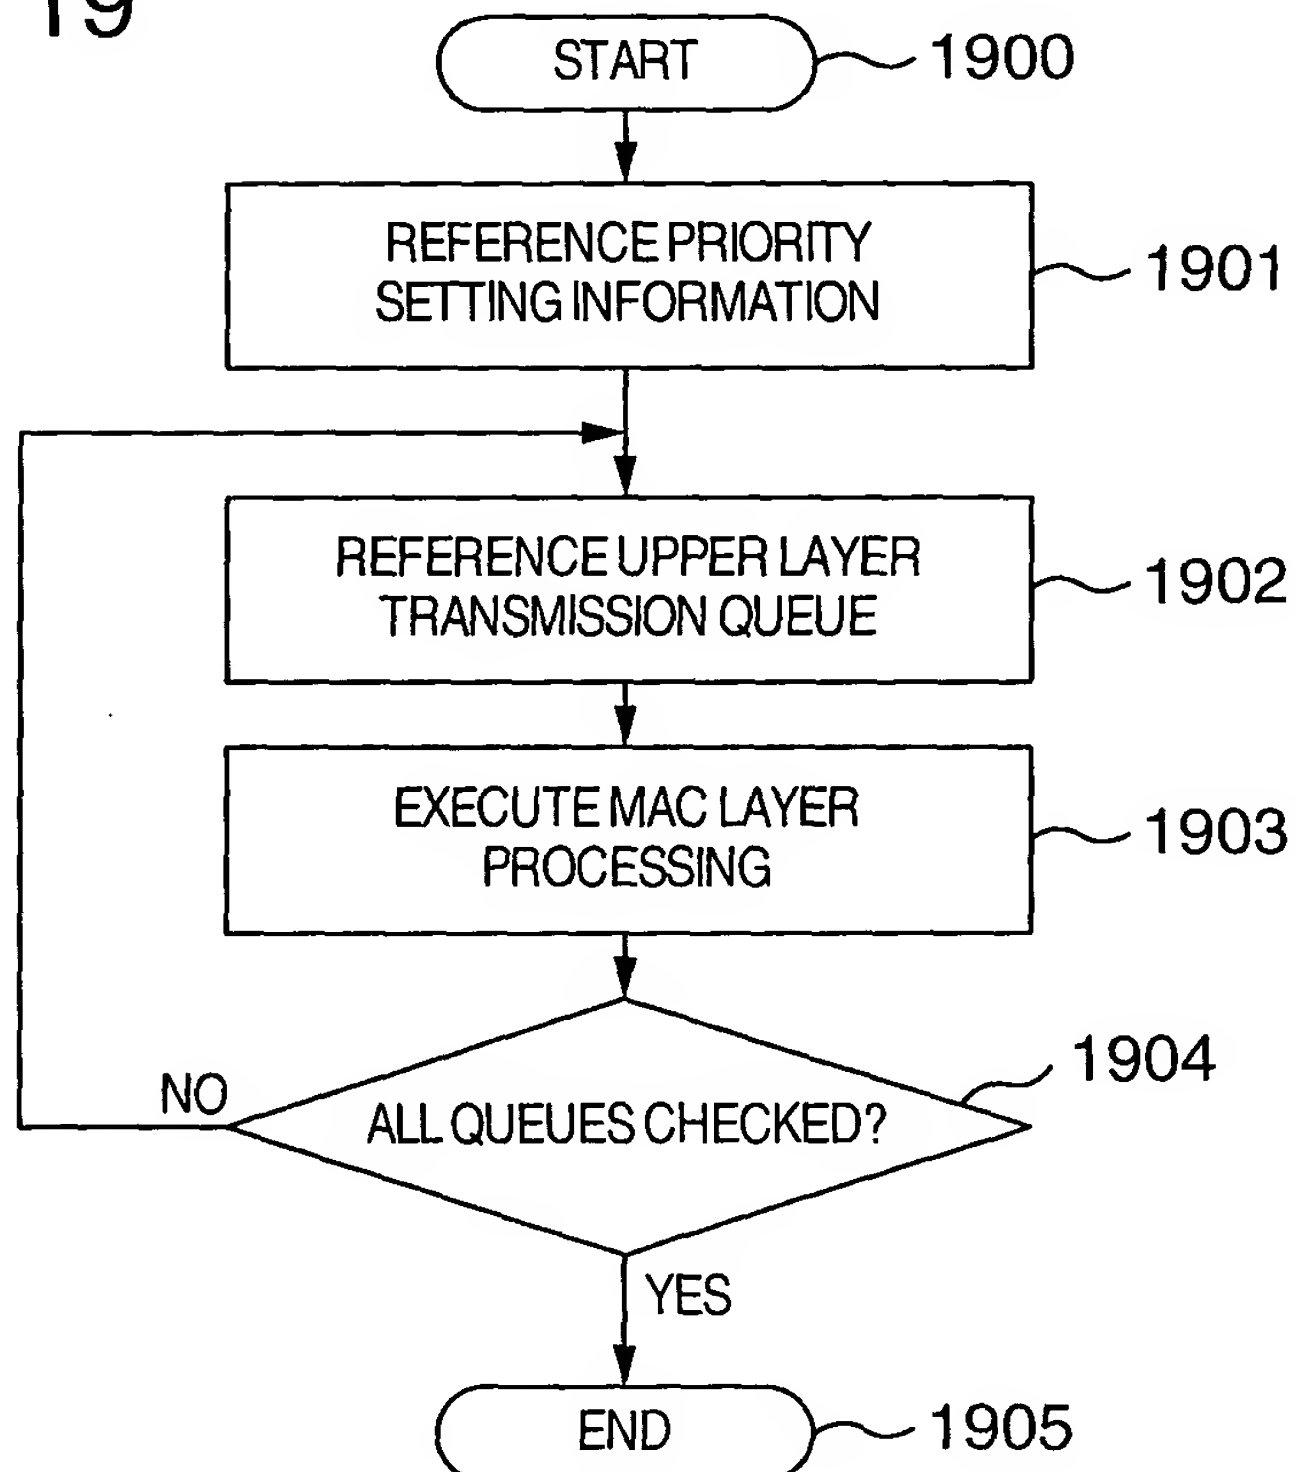 19
START
1900
REFERENCE PRIORITY
SETTING INFORMATION
1901
REFERENCE UPPER LAYER
TRANSMISSION QUEUE
1902
EXECUTE MAC LAYER
PROCESSING
1903
1904
NO
ALL QUEUES CHECKED?
YES
END
1905